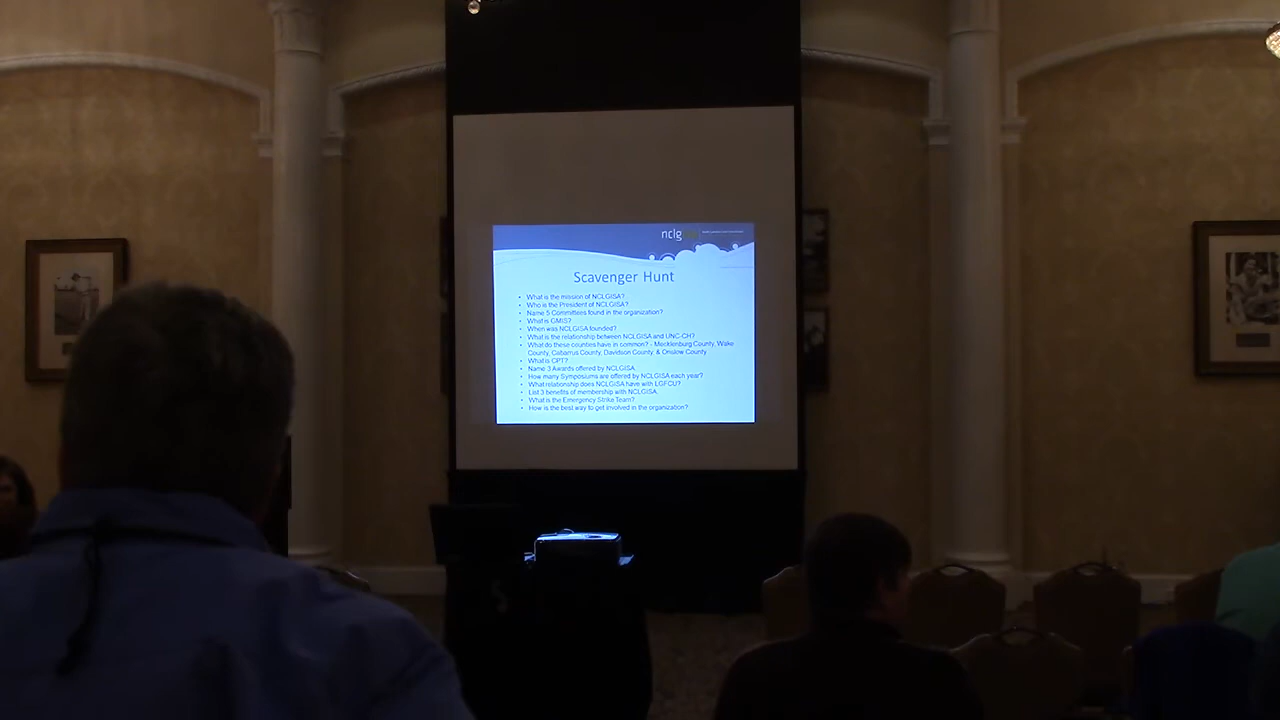 nclg
Scavenger Hunt
• What is the mission of NCLGISA?
• Who is the President of NCLGISA?
• Name 5 Committees found in the organization?
• What is GMIS?
• When was NCLGISA founded?
• What is the relationship between NCLGISA and UNC-CH?
• What do these counties have in common? - Mecklenburg County, Wake
County, Cabarrus County, Davidson County & Onslow County
• What is CPT?
• Name 3 Awards offered by NCLGISA.
• How many Symposiums are offered by NCLGISA each year?
• What relationship does NCLGISA have with LGFCU?
• List 3 benefits of membership with NCLGISA.
• What is the Emergency Strike Team?
• How is the best way to get involved in the organization?